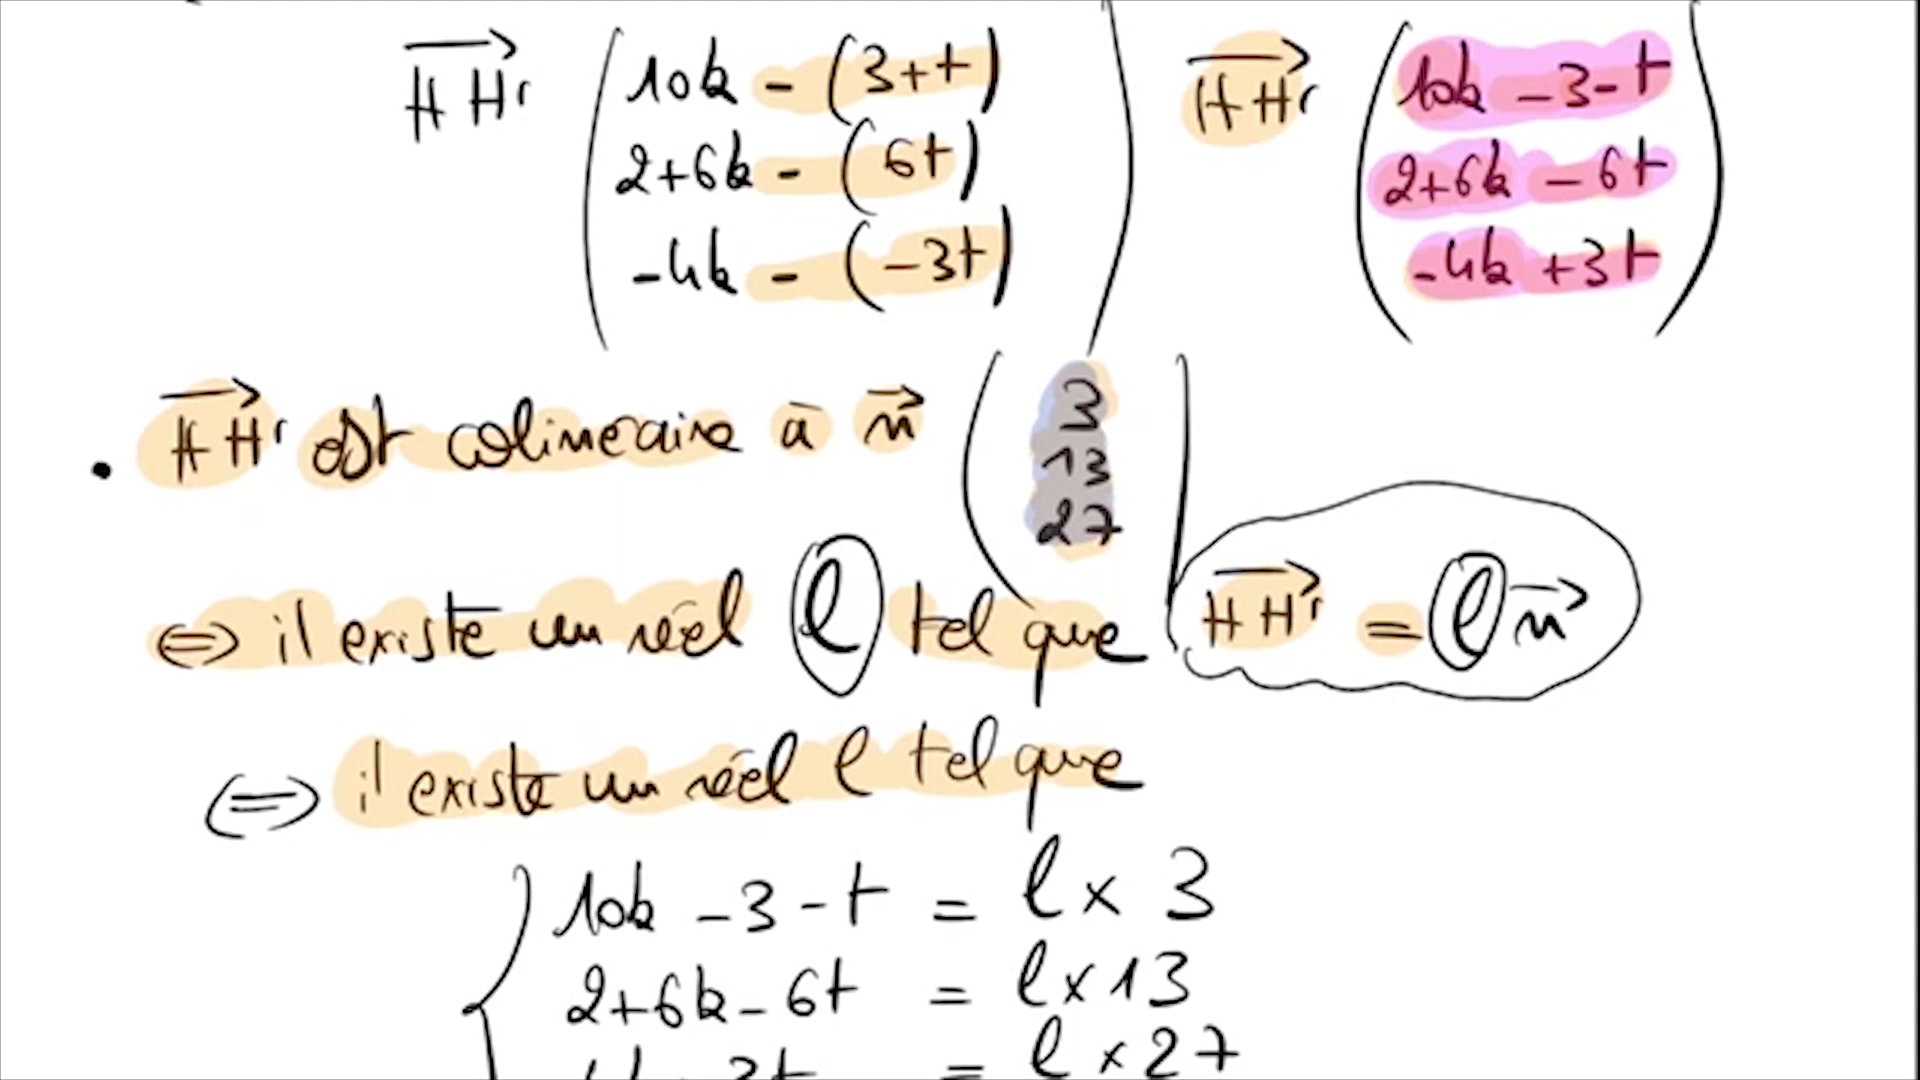 HH' ( 10k - (3+t) ) HH' ( 10k - 3 - t )
2+6k - (6t) 2+6k - 6t
-4k - (-3t) -4k + 3t
• HH' est colinéaire à n ( 3
13
27 )
⇔ il existe un réel l tel que HH' = l n
⇔ il existe un réel l tel que
{ 10k - 3 - t = l x 3
2+6k - 6t = l x 13
= l x 27